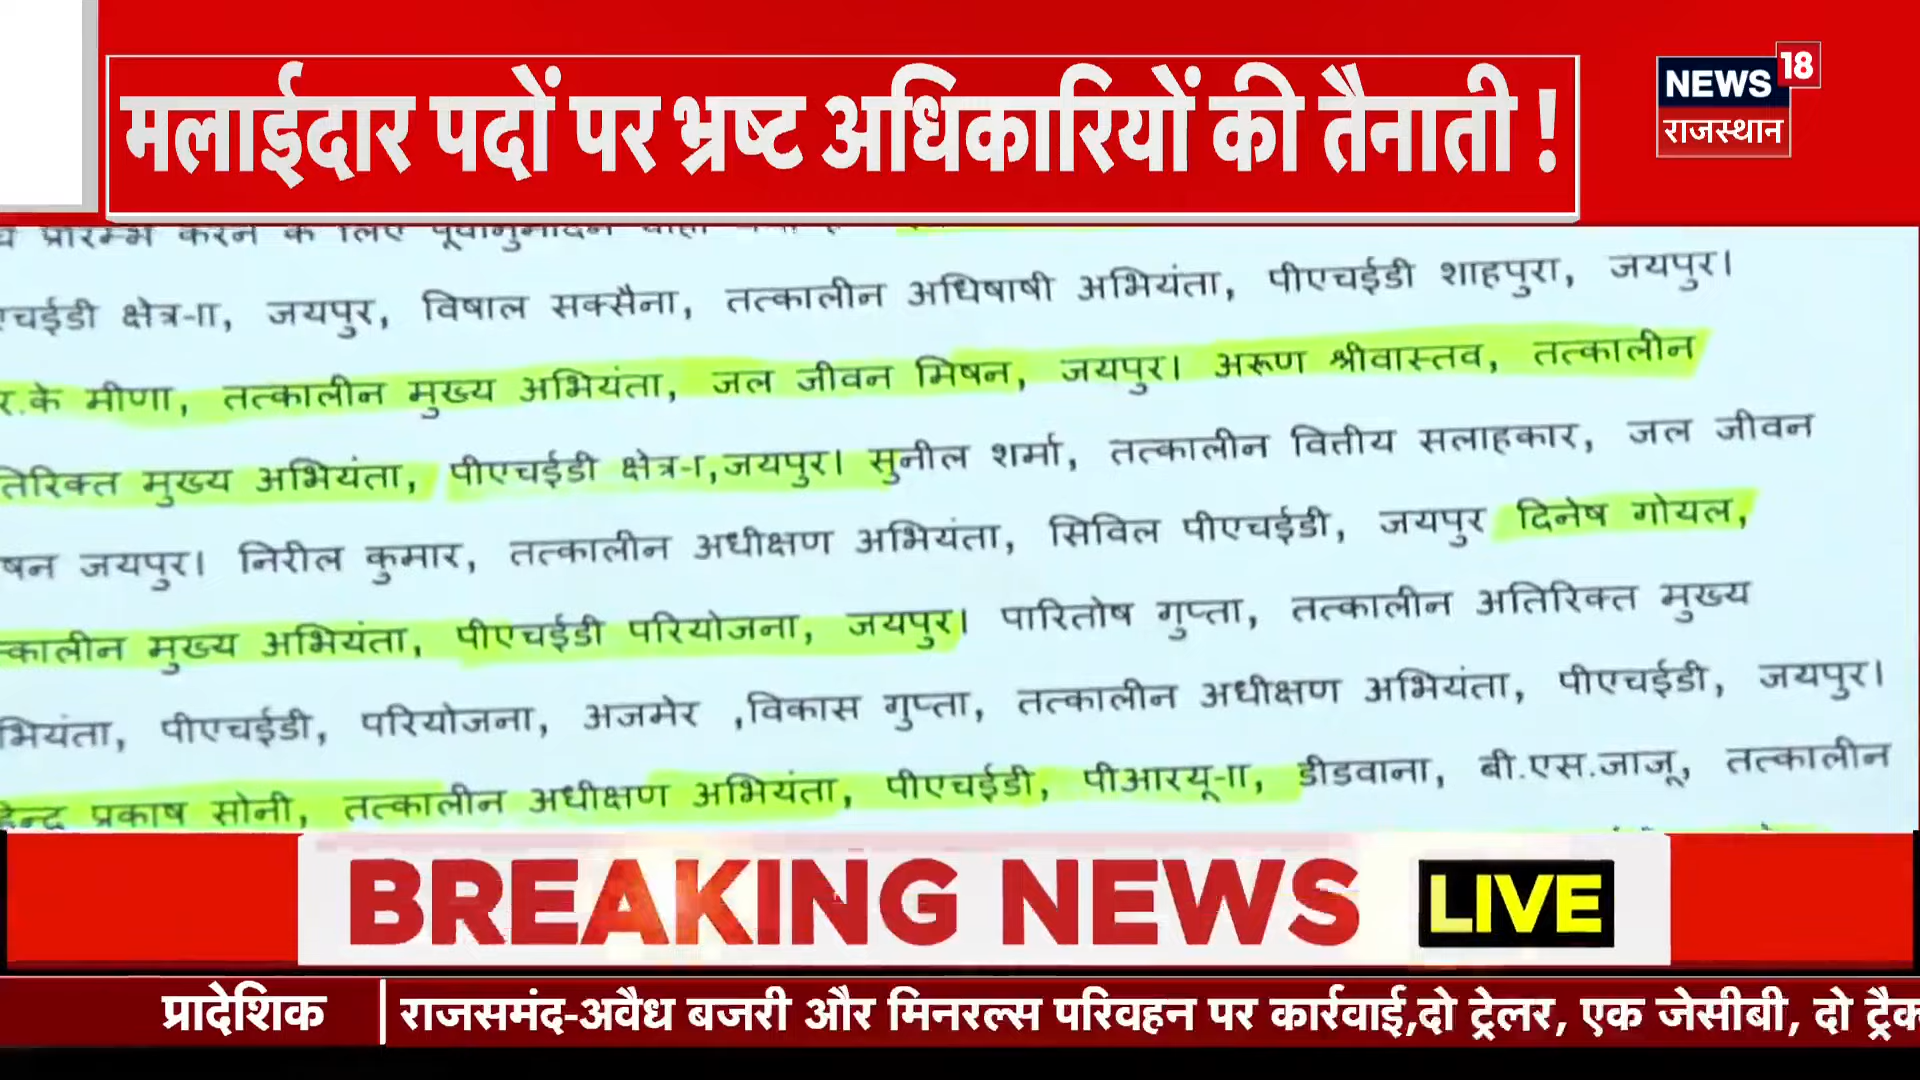 मलाईदार पदों पर भ्रष्ट अधिकारियों की तैनाती !
NEWS 18
राजस्थान
प्रारम्भ करने के लिए
क्षेत्र-II, जयपुर, विषाल सक्सैना, तत्कालीन अधिषाषी अभियंता, पीएचईडी शाहपुरा, जयपुर।
के मीणा, तत्कालीन मुख्य अभियंता, जल जीवन मिषन, जयपुर। अरूण श्रीवास्तव, तत्कालीन
तिरिक्त मुख्य अभियंता, पीएचईडी क्षेत्र-I,जयपुर। सुनील शर्मा, तत्कालीन वितीय सलाहकार, जल जीवन
षन जयपुर। निरील कुमार, तत्कालीन अधीक्षण अभियंता, सिविल पीएचईडी, जयपुर दिनेष गोयल,
कालीन मुख्य अभियंता, पीएचईडी परियोजना, जयपुर। पारितोष गुप्ता, तत्कालीन अतिरिक्त मुख्य
भियंता, पीएचईडी, परियोजना, अजमेर ,विकास गुप्ता, तत्कालीन अधीक्षण अभियंता, पीएचईडी, जयपुर।
प्रकाष सोनी, तत्कालीन अधीक्षण अभियंता, पीएचईडी, पीआरयू-II, डीडवाना, बी.एस.जाजू, तत्कालीन
BREAKING NEWS LIVE
प्रादेशिक राजसमंद-अवैध बजरी और मिनरल्स परिवहन पर कार्रवाई,दो ट्रेलर, एक जेसीबी, दो